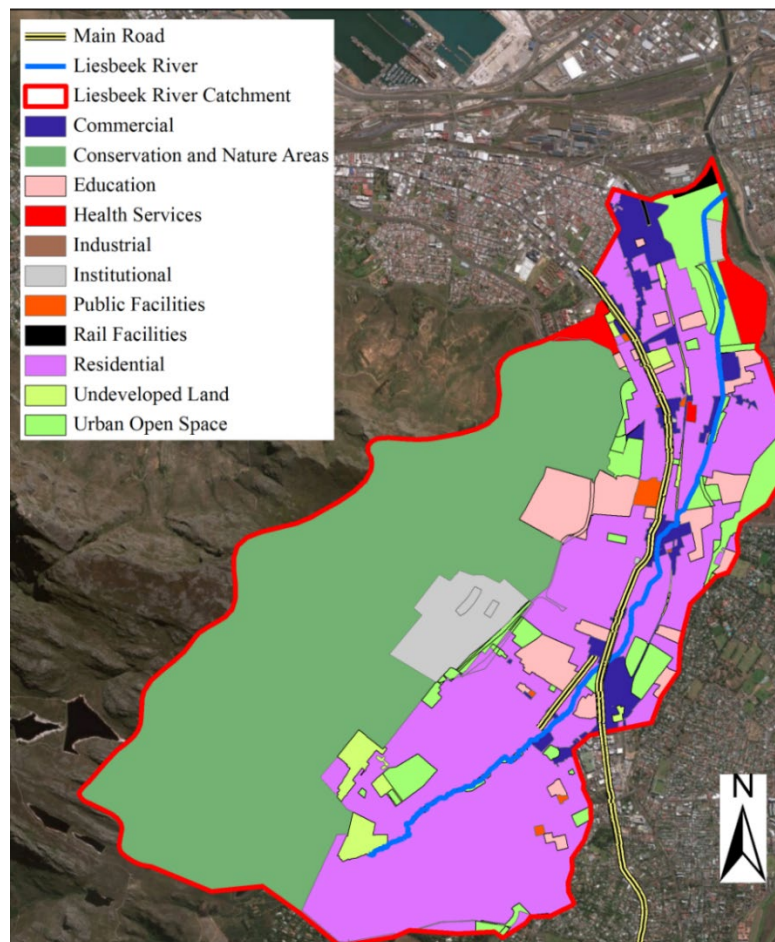 Main Road
Liesbeek River
Liesbeek River Catchment
Commercial
Conservation and Nature Areas
Education
Health Services
Industrial
Institutional
Public Facilities
Rail Facilities
Residential
Undeveloped Land
Urban Open Space
N